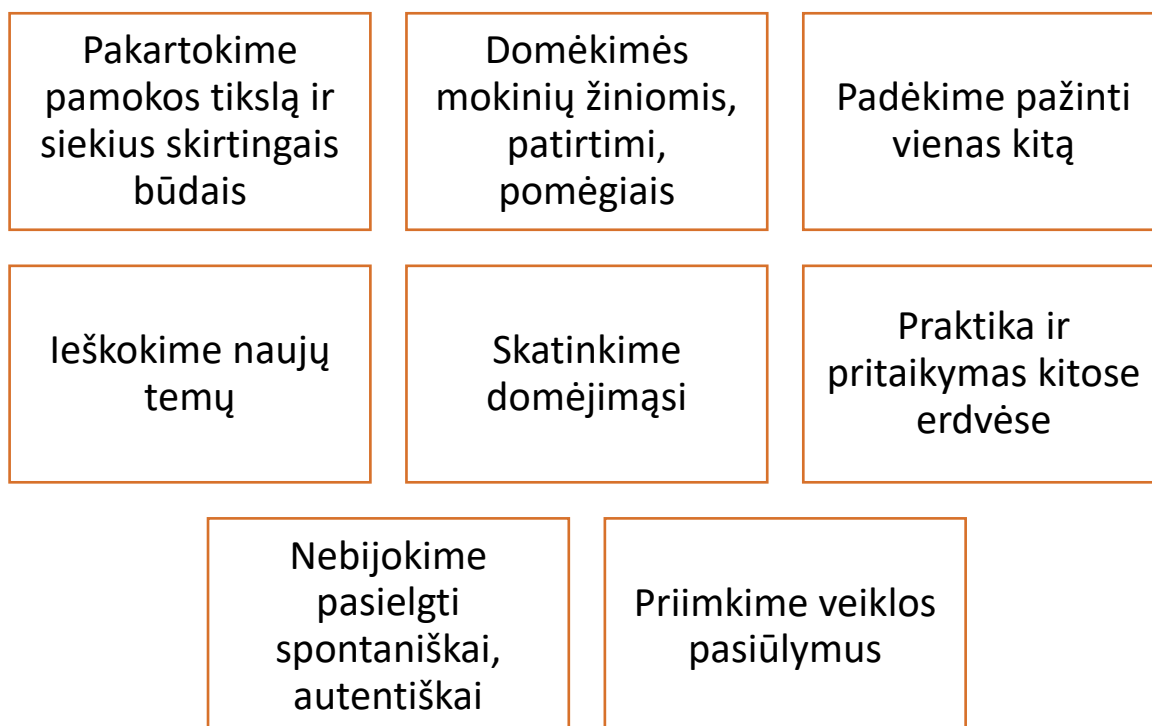 Pakartokime
pamokos tikslą ir
siekius skirtingais
būdais
Domėkimės
mokinių žiniomis,
patirtimi,
pomėgiais
Padėkime pažinti
vienas kitą
Ieškokime naujų
temų
Skatinkime
domėjimąsi
Praktika ir
pritaikymas kitose
erdvėse
Nebijokime
pasielgti
spontaniškai,
autentiškai
Priimkime veiklos
pasiūlymus